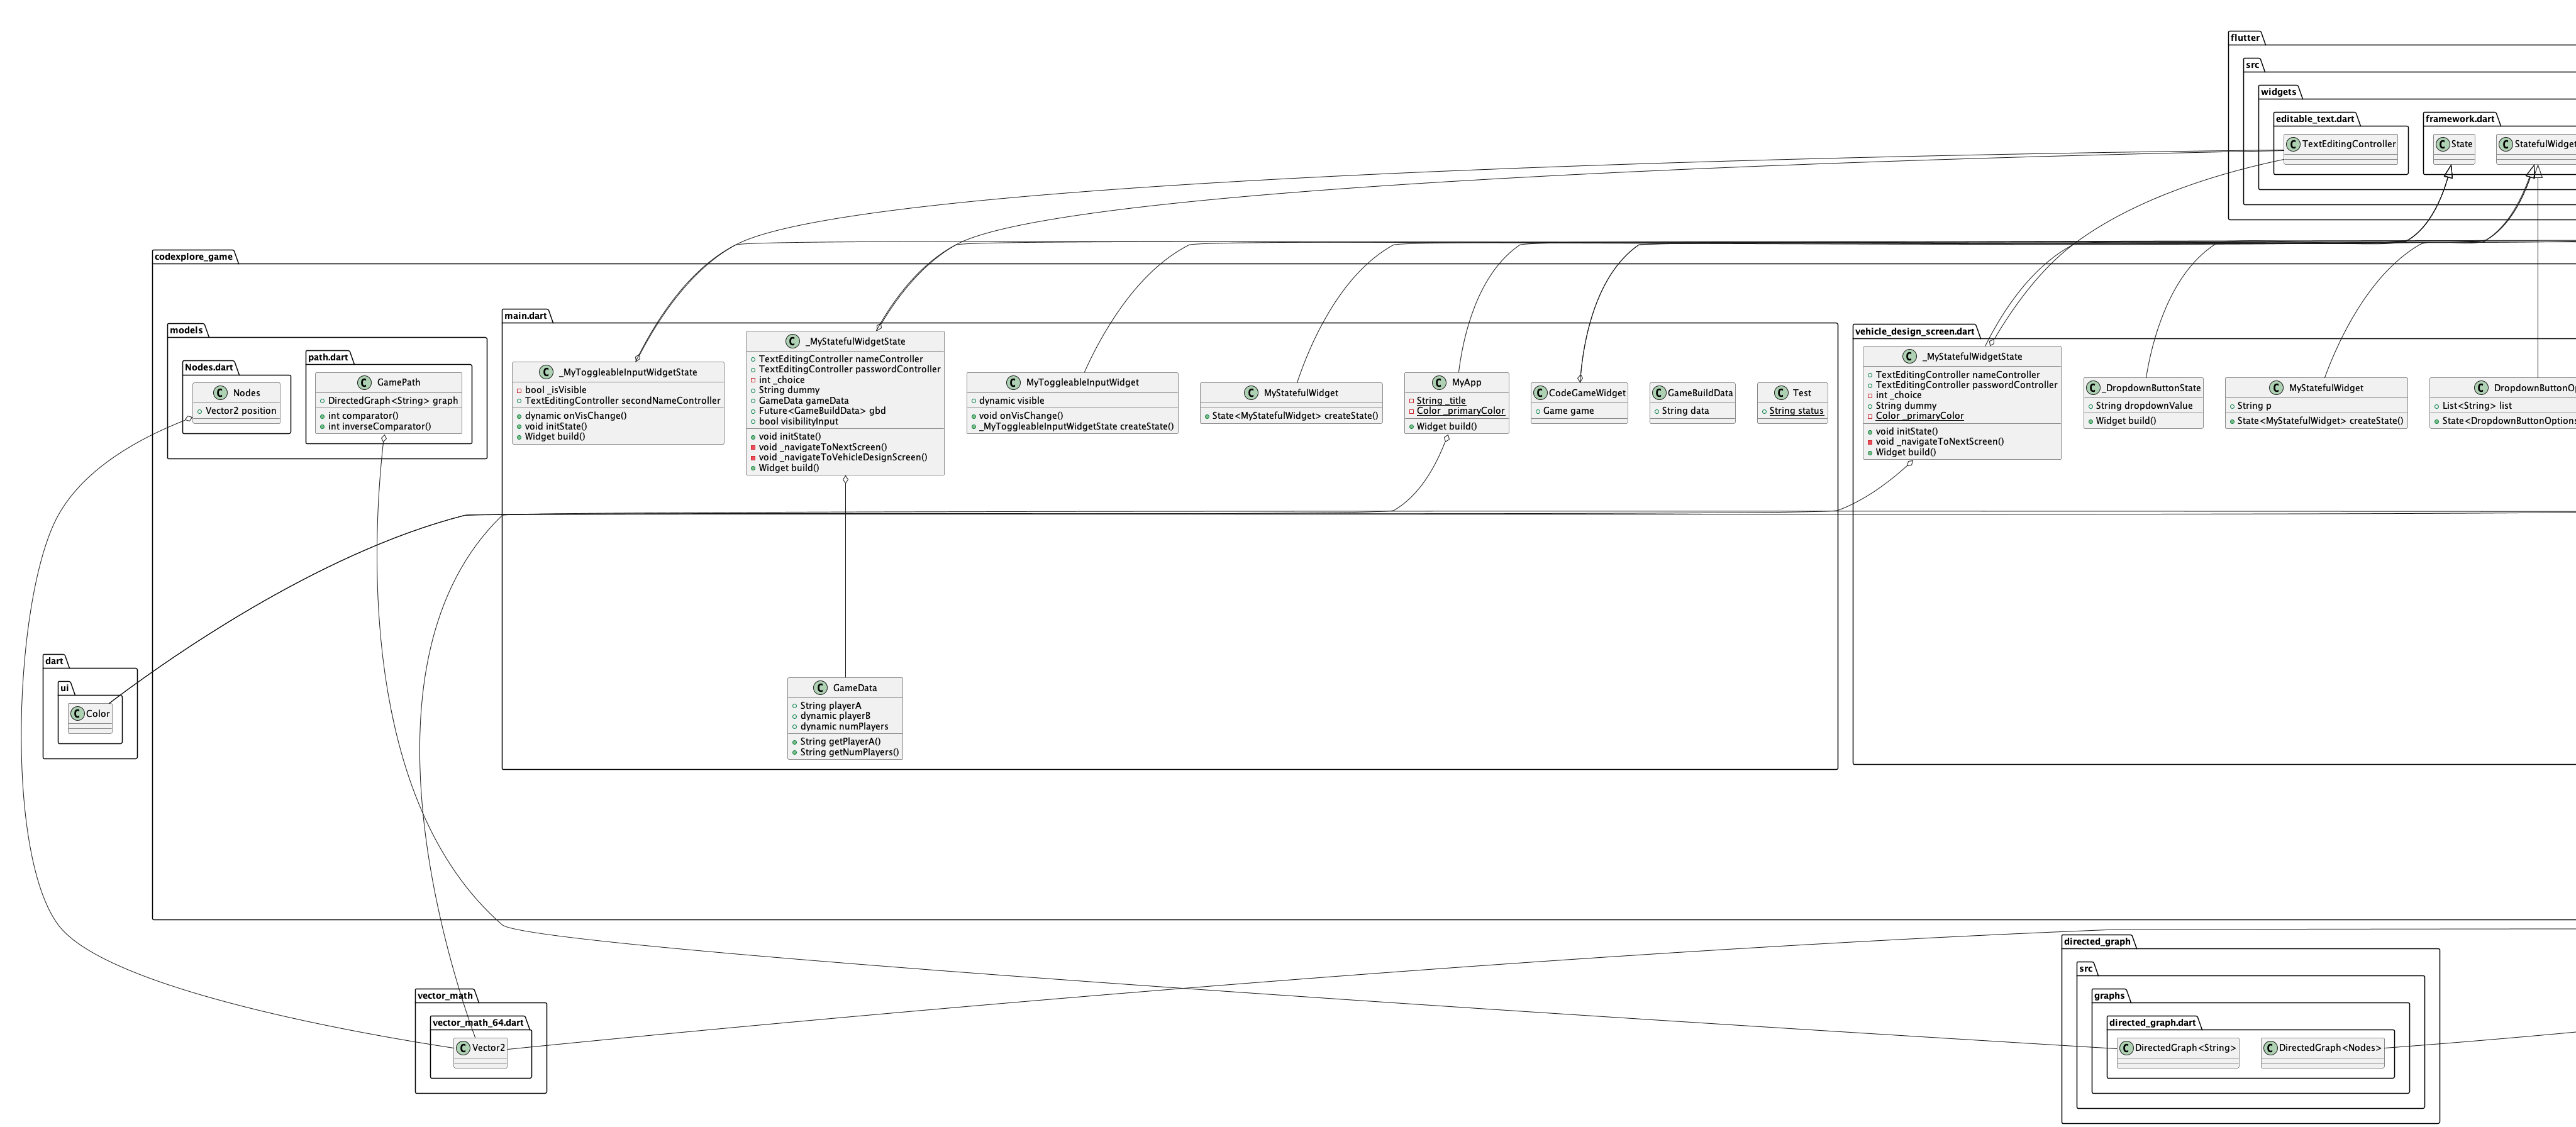 flutter
src
widgets
editable_text.dart
framework.dart
C TextEditingController
C State
C StatefulWidget
codexplore_game
models
Nodes.dart
C Nodes
Vector2 position
path.dart
C GamePath
DirectedGraph<String> graph
int comparator()
int inverseComparator()
main.dart
C _MyToggleableInputWidgetState
bool _isVisible
TextEditingController secondNameController
dynamic onVisChange()
void initState()
Widget build()
C _MyStatefulWidgetState
TextEditingController nameController
TextEditingController passwordController
int _choice
String dummy
GameData gameData
Future<GameBuildData> gbd
bool visibilityInput
void initState()
void _navigateToNextScreen()
void _navigateToVehicleDesignScreen()
Widget build()
C MyToggleableInputWidget
dynamic visible
void onVisChange()
_MyToggleableInputWidgetState createState()
C MyStatefulWidget
State<MyStatefulWidget> createState()
C MyApp
String _title
Color _primaryColor
Widget build()
C CodeGameWidget
Game game
C GameBuildData
String data
C Test
String status
C GameData
String playerA
dynamic playerB
dynamic numPlayers
String getPlayerA()
String getNumPlayers()
vehicle_design_screen.dart
C _MyStatefulWidgetState
TextEditingController nameController
TextEditingController passwordController
int _choice
String dummy
Color _primaryColor
void initState()
void _navigateToNextScreen()
Widget build()
C _DropdownButtonState
String dropdownValue
Widget build()
C MyStatefulWidget
String p
State<MyStatefulWidget> createState()
C DropdownButtonOp
List<String> list
State<DropdownButtonOptions
dart
ui
C Color
vector_math
vector_math_64.dart
C Vector2
directed_graph
src
graphs
directed_graph.dart
C DirectedGraph<String>
C DirectedGraph<Nodes>